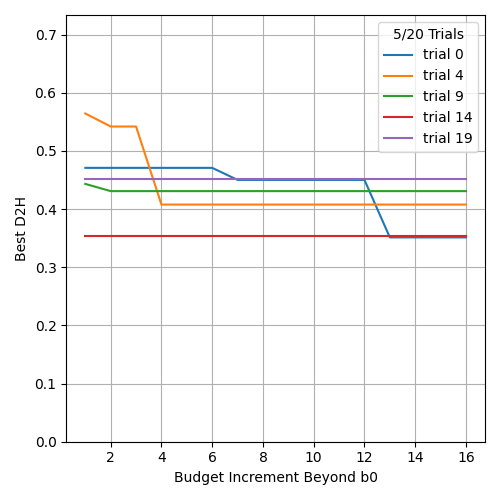 5/20 Trials
trial 0
trial 4
trial 9
trial 14
trial 19
0.7
0.6
0.5
0.4
0.3
0.2
0.1
0.0
Best D2H
2 4 6 8 10 12 14 16
Budget Increment Beyond b0